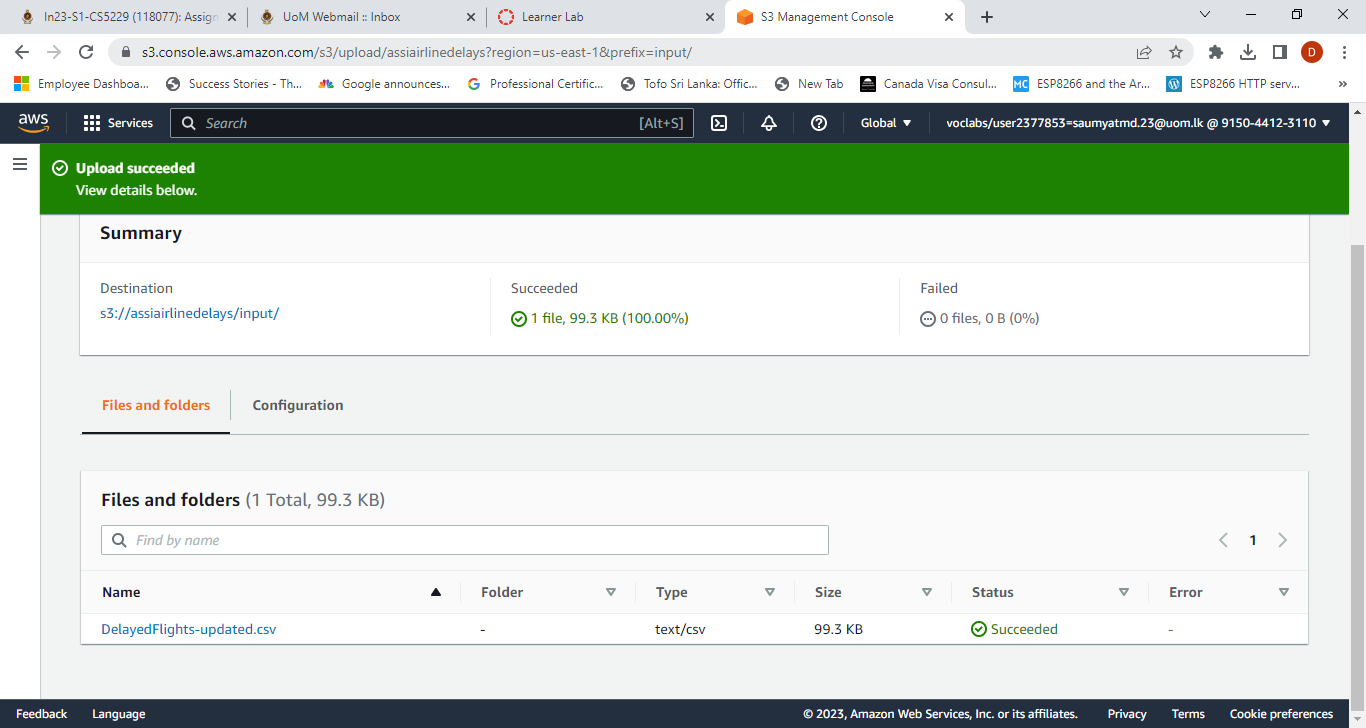 In23-S1-CS5229 (118077): Assign
UoM Webmail :: Inbox
Learner Lab
S3 Management Console
s3.console.aws.amazon.com/s3/upload/assiairlinedelays?region=us-east-1&prefix=input/
D
Employee Dashboa...
Success Stories - Th...
Google announces...
Professional Certific...
Tofo Sri Lanka: Offic...
New Tab
Canada Visa Consul...
MC
ESP8266 and the Ar...
ESP8266 HTTP serv...
aws
Services
Search
[Alt+S]
Global
voclabs/user2377853=saumyatmd.23@uom.lk @ 9150-4412-3110
Upload succeeded
View details below.
Summary
Destination
s3://assiairlinedelays/input/
Succeeded
1 file, 99.3 KB (100.00%)
Failed
0 files, 0 B (0%)
Files and folders
Configuration
Files and folders (1 Total, 99.3 KB)
Find by name
1
Name
Folder
Type
Size
Status
Error
DelayedFlights-updated.csv
-
text/csv
99.3 KB
Succeeded
-
Feedback
Language
© 2023, Amazon Web Services, Inc. or its affiliates.
Privacy
Terms
Cookie preferences